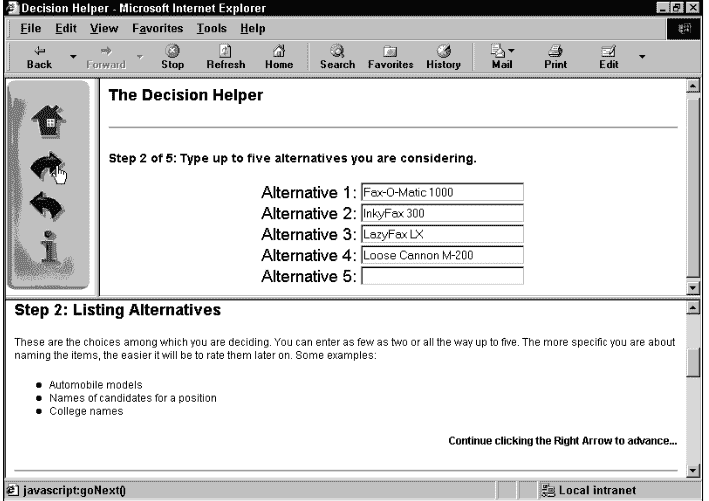 Decision Helper - Microsoft Internet Explorer
File Edit View Favorites Tools Help
Back Forward Stop Refresh Home Search Favorites History Mail Print Edit
The Decision Helper
Step 2 of 5: Type up to five alternatives you are considering.
Alternative 1: Fax-O-Matic 1000
Alternative 2: InkyFax 300
Alternative 3: LazyFax LX
Alternative 4: Loose Cannon M-200
Alternative 5:
Step 2: Listing Alternatives
These are the choices among which you are deciding. You can enter as few as two or all the way up to five. The more specific you are about
naming the items, the easier it will be to rate them later on. Some examples:
● Automobile models
● Names of candidates for a position
● College names
Continue clicking the Right Arrow to advance...
javascript:goNext() Local intranet